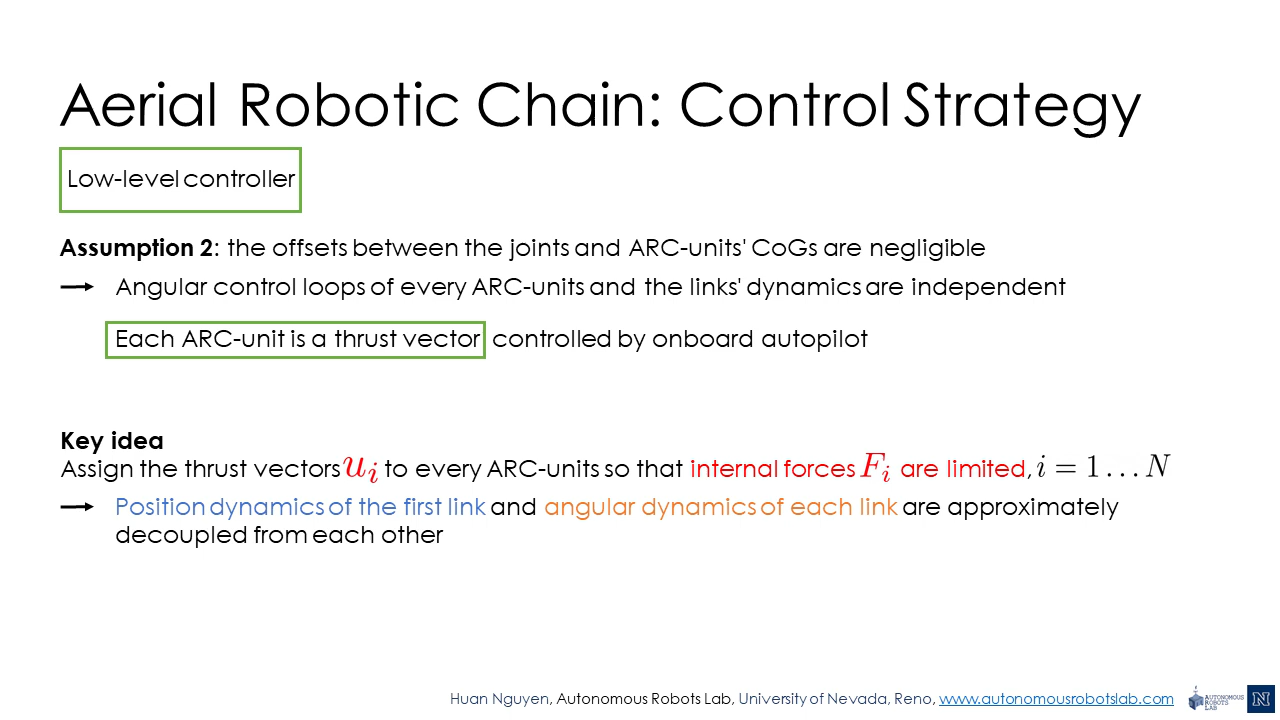 Aerial Robotic Chain: Control Strategy
Low-level controller
Assumption 2: the offsets between the joints and ARC-units' CoGs are negligible
→ Angular control loops of every ARC-units and the links' dynamics are independent
Each ARC-unit is a thrust vector controlled by onboard autopilot
Key idea
Assign the thrust vectors u_i to every ARC-units so that internal forces F_i are limited, i = 1 … N
→ Position dynamics of the first link and angular dynamics of each link are approximately
decoupled from each other
Huan Nguyen, Autonomous Robots Lab, University of Nevada, Reno, www.autonomousrobotslab.com
AUTONOMOUS
ROBOTS
LAB
N